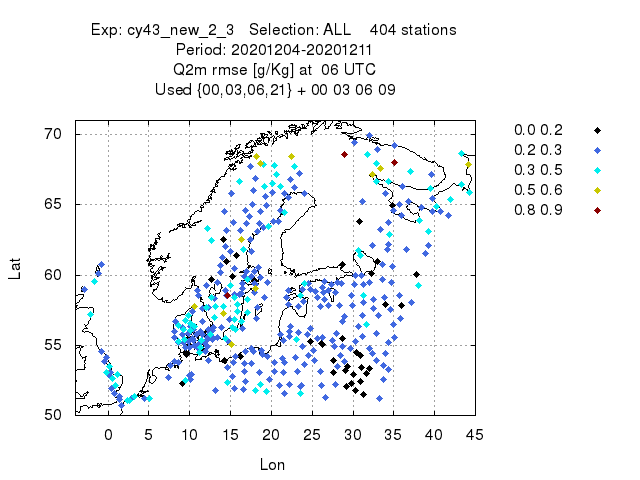 Exp: cy43_new_2_3   Selection: ALL    404 stations
Period: 20201204-20201211
Q2m rmse [g/Kg] at  06 UTC
Used {00,03,06,21} + 00 03 06 09
0.0 0.2
0.2 0.3
0.3 0.5
0.5 0.6
0.8 0.9
70
65
60
55
50
Lat
0 5 10 15 20 25 30 35 40 45
Lon